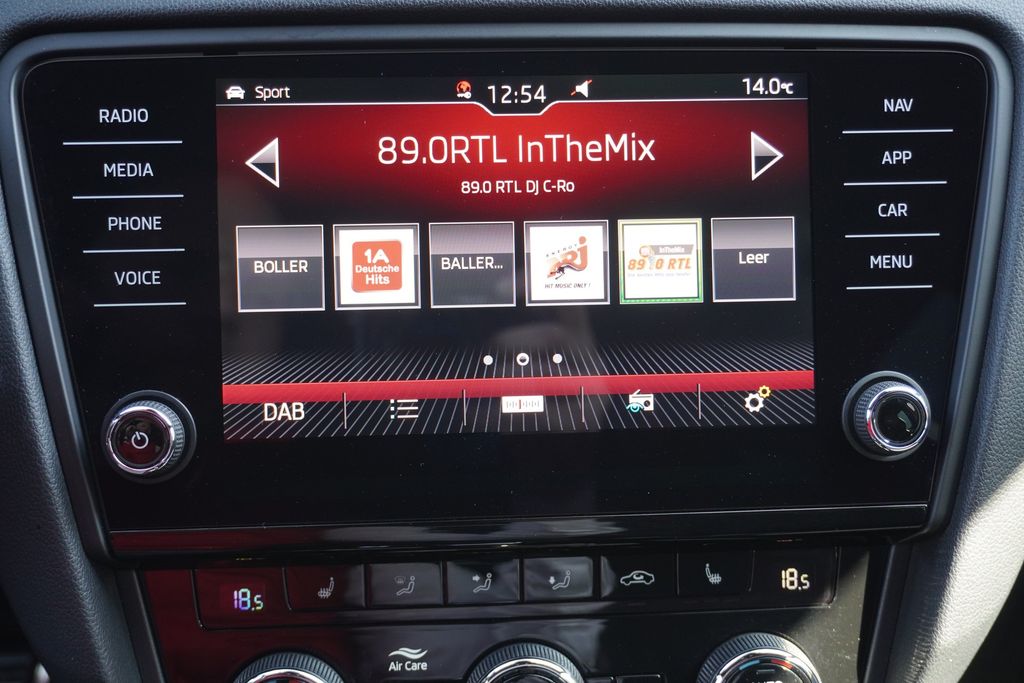 Sport
12:54
14.0°C
RADIO
MEDIA
PHONE
VOICE
NAV
APP
CAR
MENU
89.0RTL InTheMix
89.0 RTL DJ C-Ro
BOLLER
1A
Deutsche
Hits
BALLER...
ENERGY
NRJ
HIT MUSIC ONLY!
InTheMix
89.0 RTL
Leer
DAB
18.5
18.5
Air Care